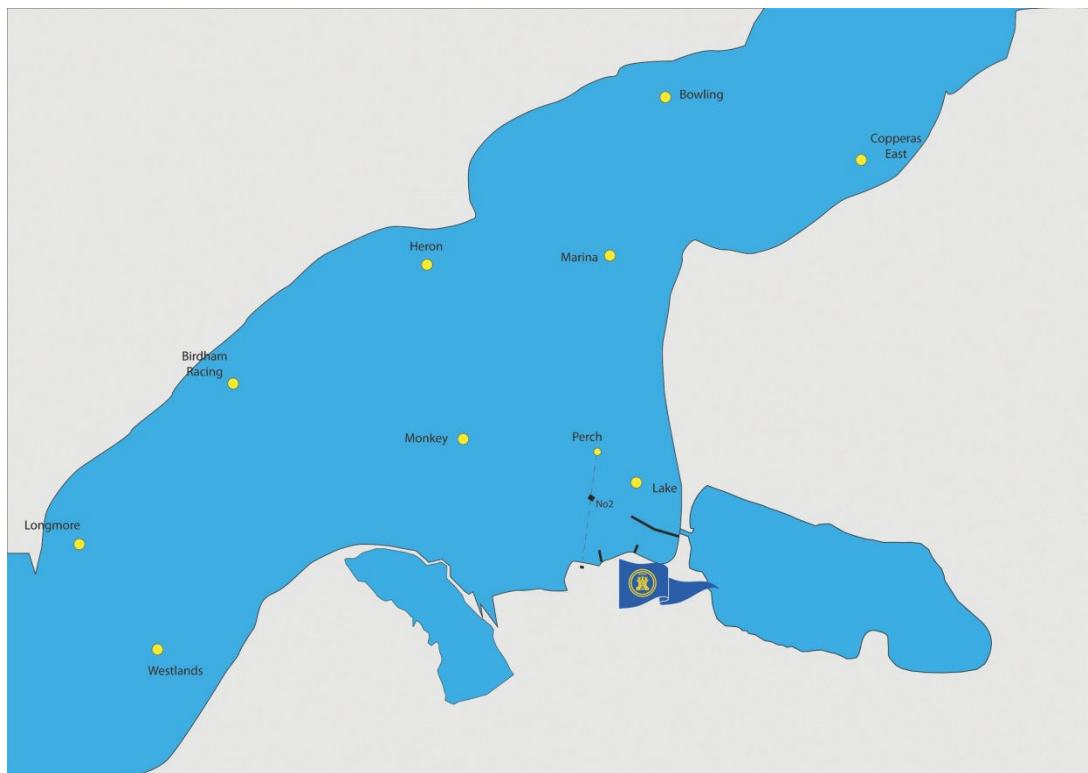 Bowling
Copperas
East
Heron
Marina
Birdham
Racing
Monkey
Perch
Lake
No2
Longmore
Westlands